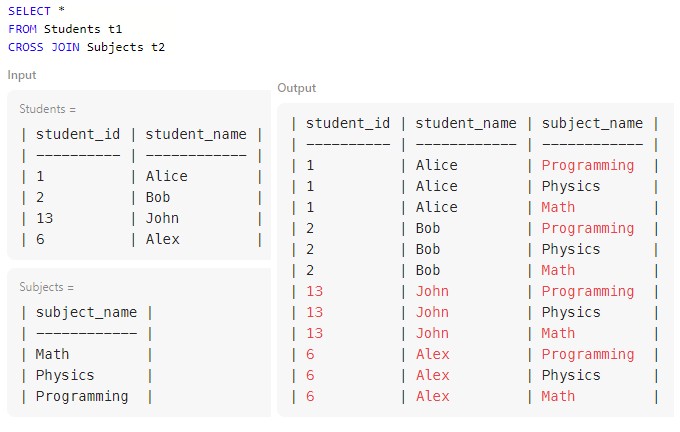 SELECT *
FROM Students t1
CROSS JOIN Subjects t2
Input
Students =
| student_id | student_name |
| ---------- | ------------ |
| 1          | Alice        |
| 2          | Bob          |
| 13         | John         |
| 6          | Alex         |
Subjects =
| subject_name |
| ------------ |
| Math         |
| Physics      |
| Programming  |
Output
| student_id | student_name | subject_name |
| ---------- | ------------ | ------------ |
| 1          | Alice        | Programming  |
| 1          | Alice        | Physics      |
| 1          | Alice        | Math         |
| 2          | Bob          | Programming  |
| 2          | Bob          | Physics      |
| 2          | Bob          | Math         |
| 13         | John         | Programming  |
| 13         | John         | Physics      |
| 13         | John         | Math         |
| 6          | Alex         | Programming  |
| 6          | Alex         | Physics      |
| 6          | Alex         | Math         |